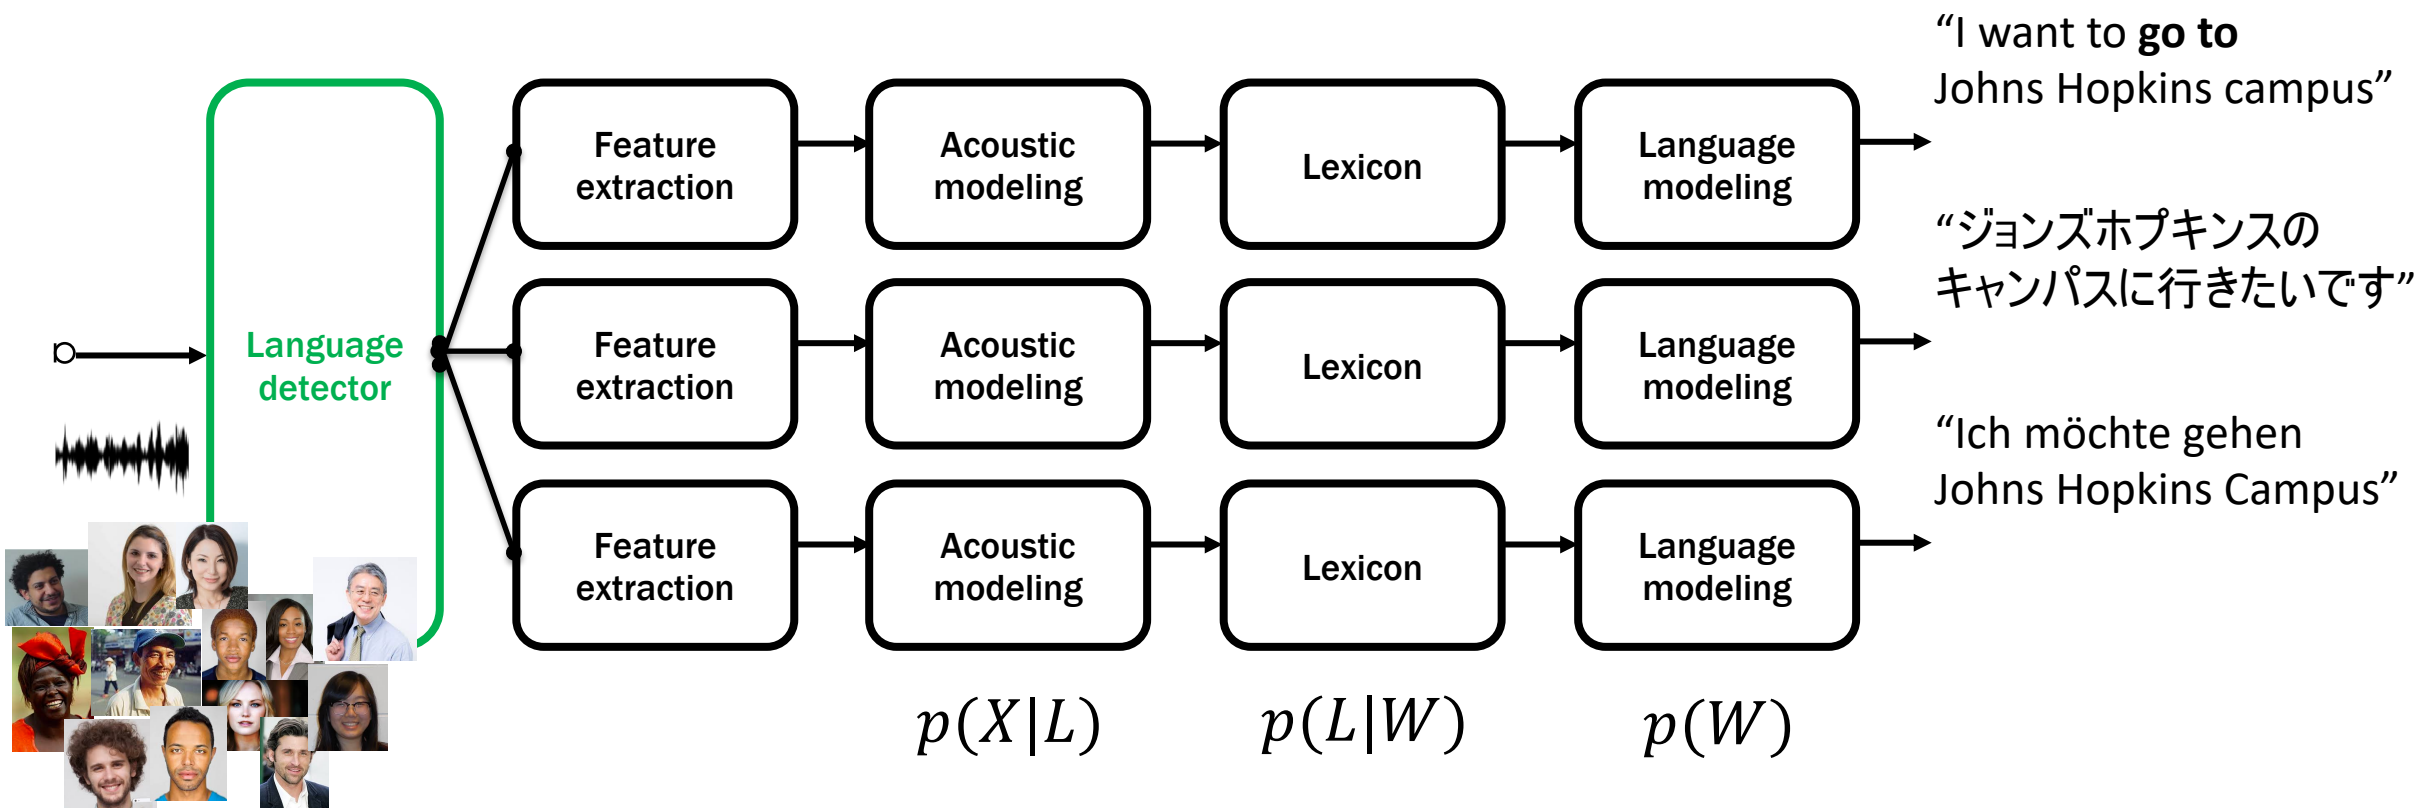 “I want to go to
Johns Hopkins campus”
Feature
extraction
Acoustic
modeling
Lexicon
Language
modeling
“ジョンズホプキンスの
キャンパスに行きたいです”
Language
detector
Feature
extraction
Acoustic
modeling
Lexicon
Language
modeling
“Ich möchte gehen
Johns Hopkins Campus”
Feature
extraction
Acoustic
modeling
Lexicon
Language
modeling
p(X|L)
p(L|W)
p(W)